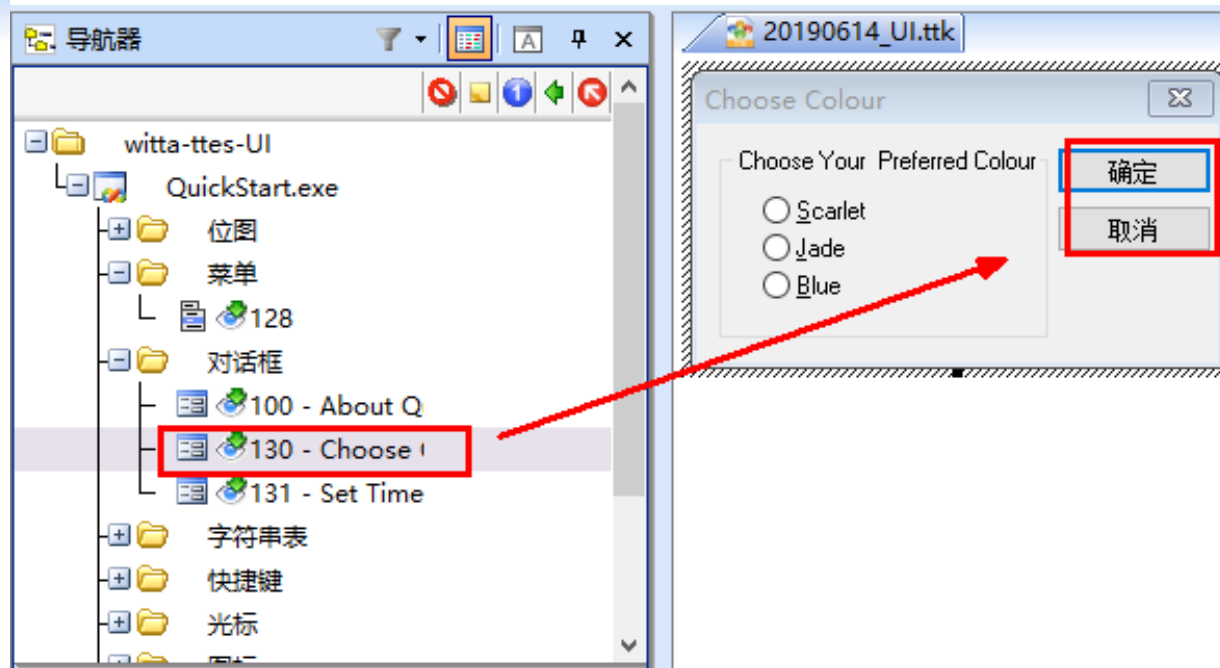 导航器
witta-ttes-UI
QuickStart.exe
位图
菜单
128
对话框
100 - About Q
130 - Choose
131 - Set Time
字符串表
快捷键
光标
20190614_UI.ttk
Choose Colour
Choose Your Preferred Colour
Scarlet
Jade
Blue
确定
取消